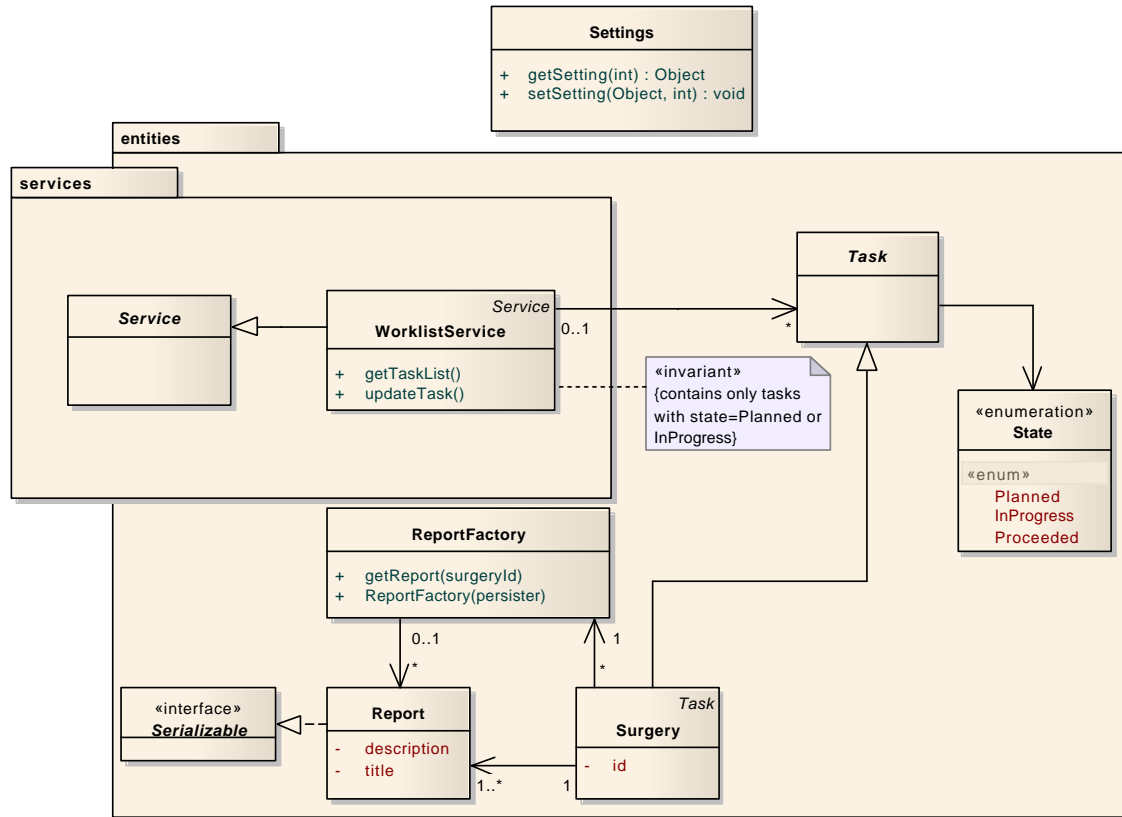 Settings
+ getSetting(int) : Object
+ setSetting(Object, int) : void
entities
services
Task
Service
Service
WorklistService
+ getTaskList()
+ updateTask()
0..1
*
«invariant»
{contains only tasks
with state=Planned or
InProgress}
«enumeration»
State
«enum»
Planned
InProgress
Proceeded
ReportFactory
+ getReport(surgeryId)
+ ReportFactory(persister)
0..1
*
1
*
«interface»
Serializable
Report
- description
- title
Task
Surgery
- id
1..*
1